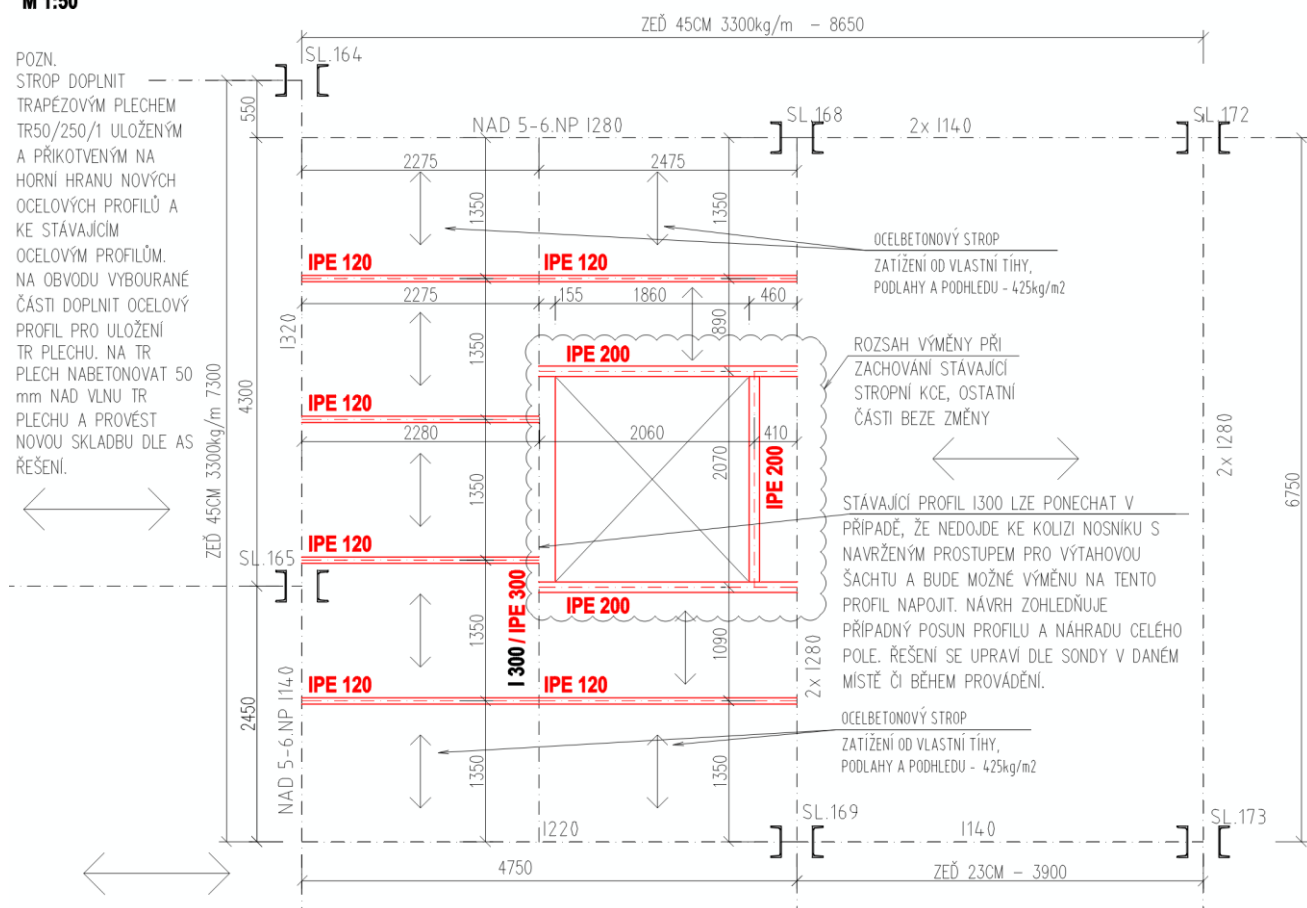 M 1:50
ZEĎ 45CM 3300kg/m - 8650
POZN.
STROP DOPLNIT
TRAPÉZOVÝM PLECHEM
TR50/250/1 ULOŽENÝM
A PŘIKOTVENÝM NA
HORNÍ HRANU NOVÝCH
OCELOVÝCH PROFILŮ A
KE STÁVAJÍCÍM
OCELOVÝM PROFILŮM.
NA OBVODU VYBOURANÉ
ČÁSTI DOPLNIT OCELOVÝ
PROFIL PRO ULOŽENÍ
TR PLECHU. NA TR
PLECH NABETONOVAT 50
mm NAD VLNU TR
PLECHU A PROVÉST
NOVOU SKLADBU DLE AS
ŘEŠENÍ.
SL.164
550
NAD 5-6.NP I280
SL.168
2x I140
SL.172
2275
2475
1350
1350
OCELBETONOVÝ STROP
ZATÍŽENÍ OD VLASTNÍ TÍHY,
PODLAHY A PODHLEDU - 425kg/m2
IPE 120
IPE 120
2275
155
1860
460
890
I320
1350
IPE 200
ROZSAH VÝMĚNY PŘI
ZACHOVÁNÍ STÁVAJÍCÍ
STROPNÍ KCE, OSTATNÍ
ČÁSTI BEZE ZMĚNY
ZEĎ 45CM 3300kg/m 7300
4300
IPE 120
2280
2060
410
2070
IPE 200
1350
2x I280
6750
STÁVAJÍCÍ PROFIL I300 LZE PONECHAT V
PŘÍPADĚ, ŽE NEDOJDE KE KOLIZI NOSNÍKU S
NAVRŽENÝM PROSTUPEM PRO VÝTAHOVOU
ŠACHTU A BUDE MOŽNÉ VÝMĚNU NA TENTO
PROFIL NAPOJIT. NÁVRH ZOHLEDŇUJE
PŘÍPADNÝ POSUN PROFILU A NÁHRADU CELÉHO
POLE. ŘEŠENÍ SE UPRAVÍ DLE SONDY V DANÉM
MÍSTĚ ČI BĚHEM PROVÁDĚNÍ.
IPE 120
SL.165
IPE 200
I 300 / IPE 300
1350
1090
2x I280
IPE 120
IPE 120
2450
NAD 5-6.NP I140
1350
1350
OCELBETONOVÝ STROP
ZATÍŽENÍ OD VLASTNÍ TÍHY,
PODLAHY A PODHLEDU - 425kg/m2
I220
SL.169
I140
SL.173
4750
ZEĎ 23CM - 3900